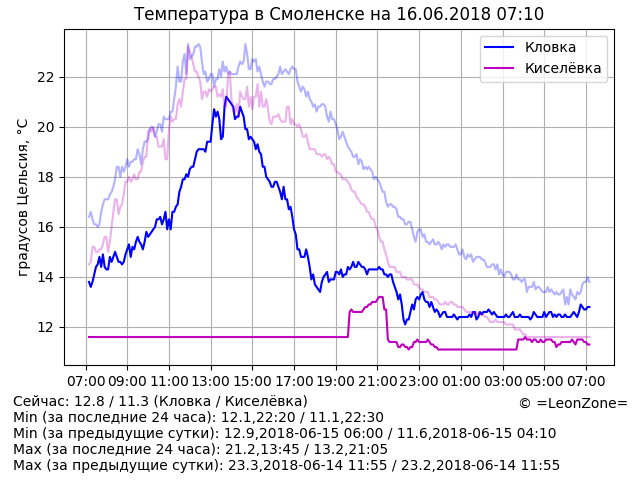 Температура в Смоленске на 16.06.2018 07:10
Кловка
Киселёвка
градусов Цельсия, °C
22
20
18
16
14
12
07:00 09:00 11:00 13:00 15:00 17:00 19:00 21:00 23:00 01:00 03:00 05:00 07:00
Сейчас: 12.8 / 11.3 (Кловка / Киселёвка)
© =LeonZone=
Min (за последние 24 часа): 12.1,22:20 / 11.1,22:30
Min (за предыдущие сутки): 12.9,2018-06-15 06:00 / 11.6,2018-06-15 04:10
Max (за последние 24 часа): 21.2,13:45 / 13.2,21:05
Max (за предыдущие сутки): 23.3,2018-06-14 11:55 / 23.2,2018-06-14 11:55